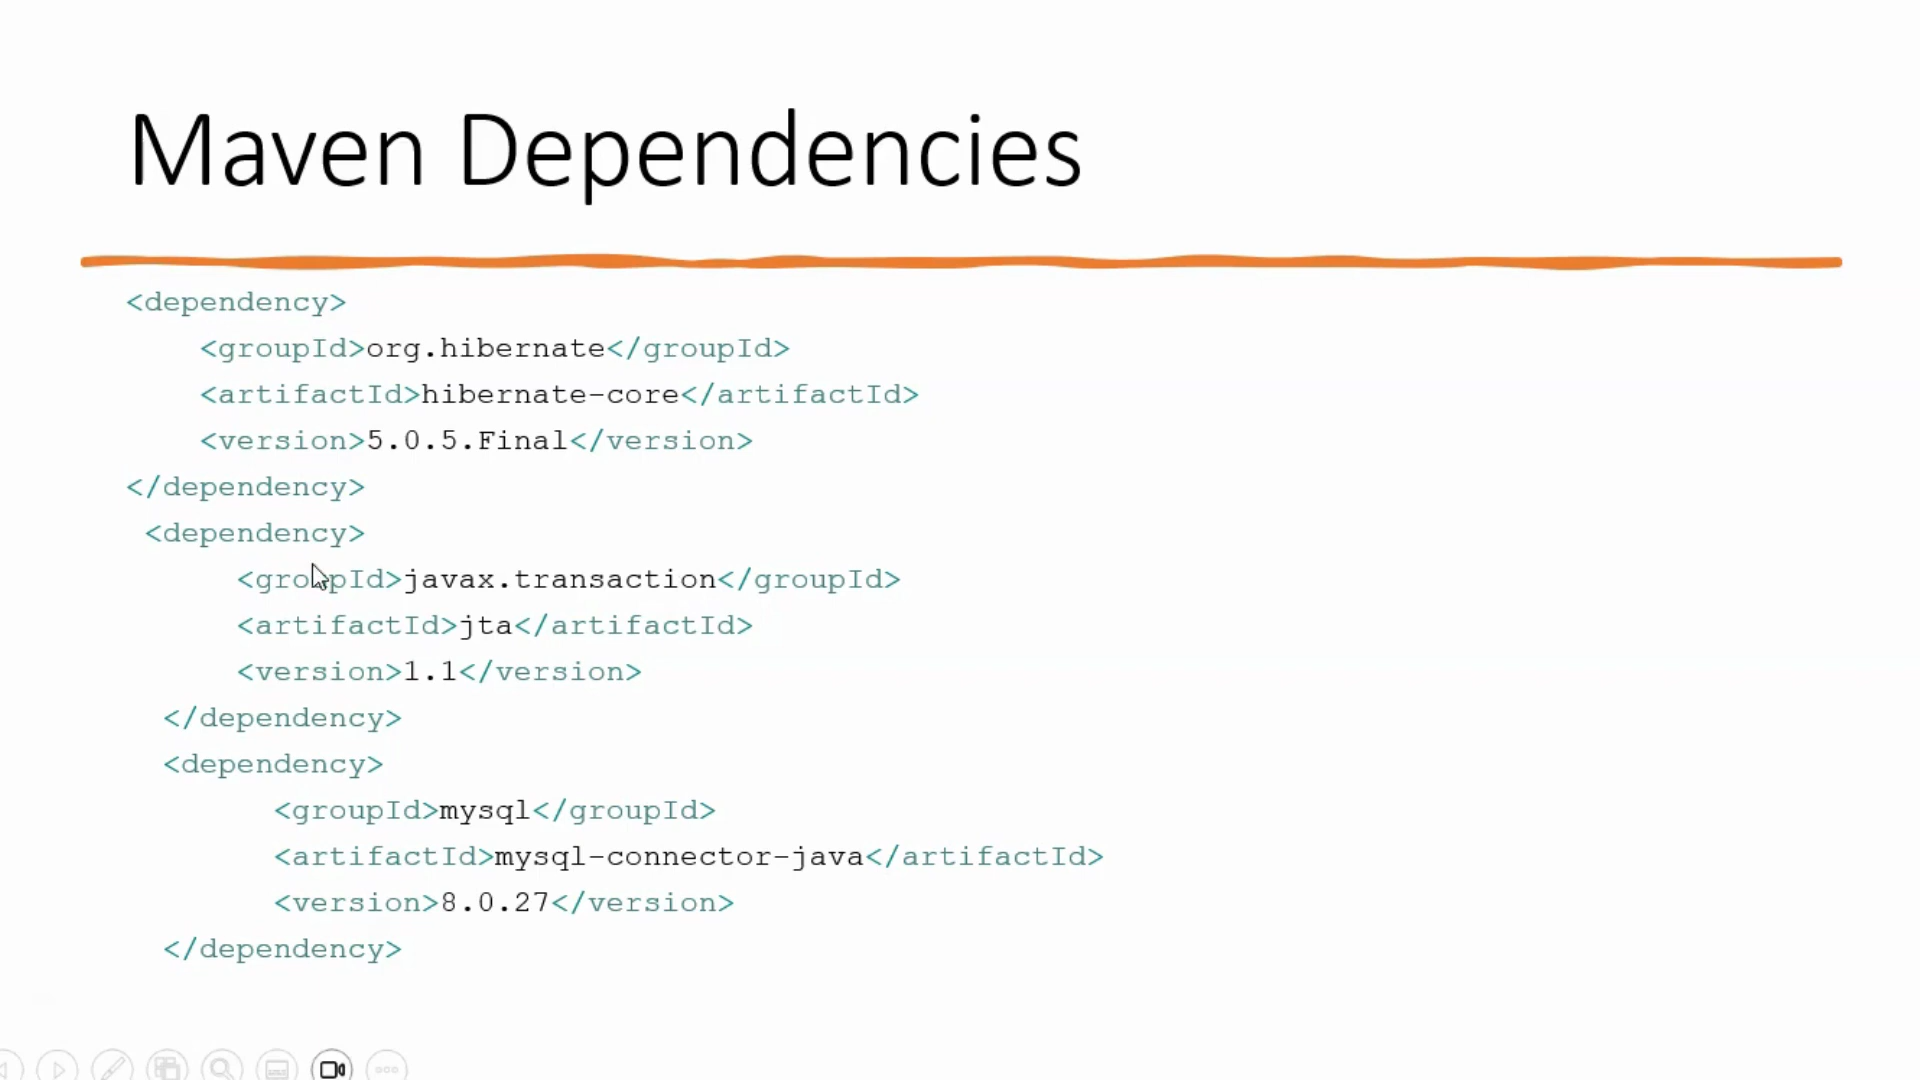 Maven Dependencies
<dependency>
<groupId>org.hibernate</groupId>
<artifactId>hibernate-core</artifactId>
<version>5.0.5.Final</version>
</dependency>
<dependency>
<groupId>javax.transaction</groupId>
<artifactId>jta</artifactId>
<version>1.1</version>
</dependency>
<dependency>
<groupId>mysql</groupId>
<artifactId>mysql-connector-java</artifactId>
<version>8.0.27</version>
</dependency>